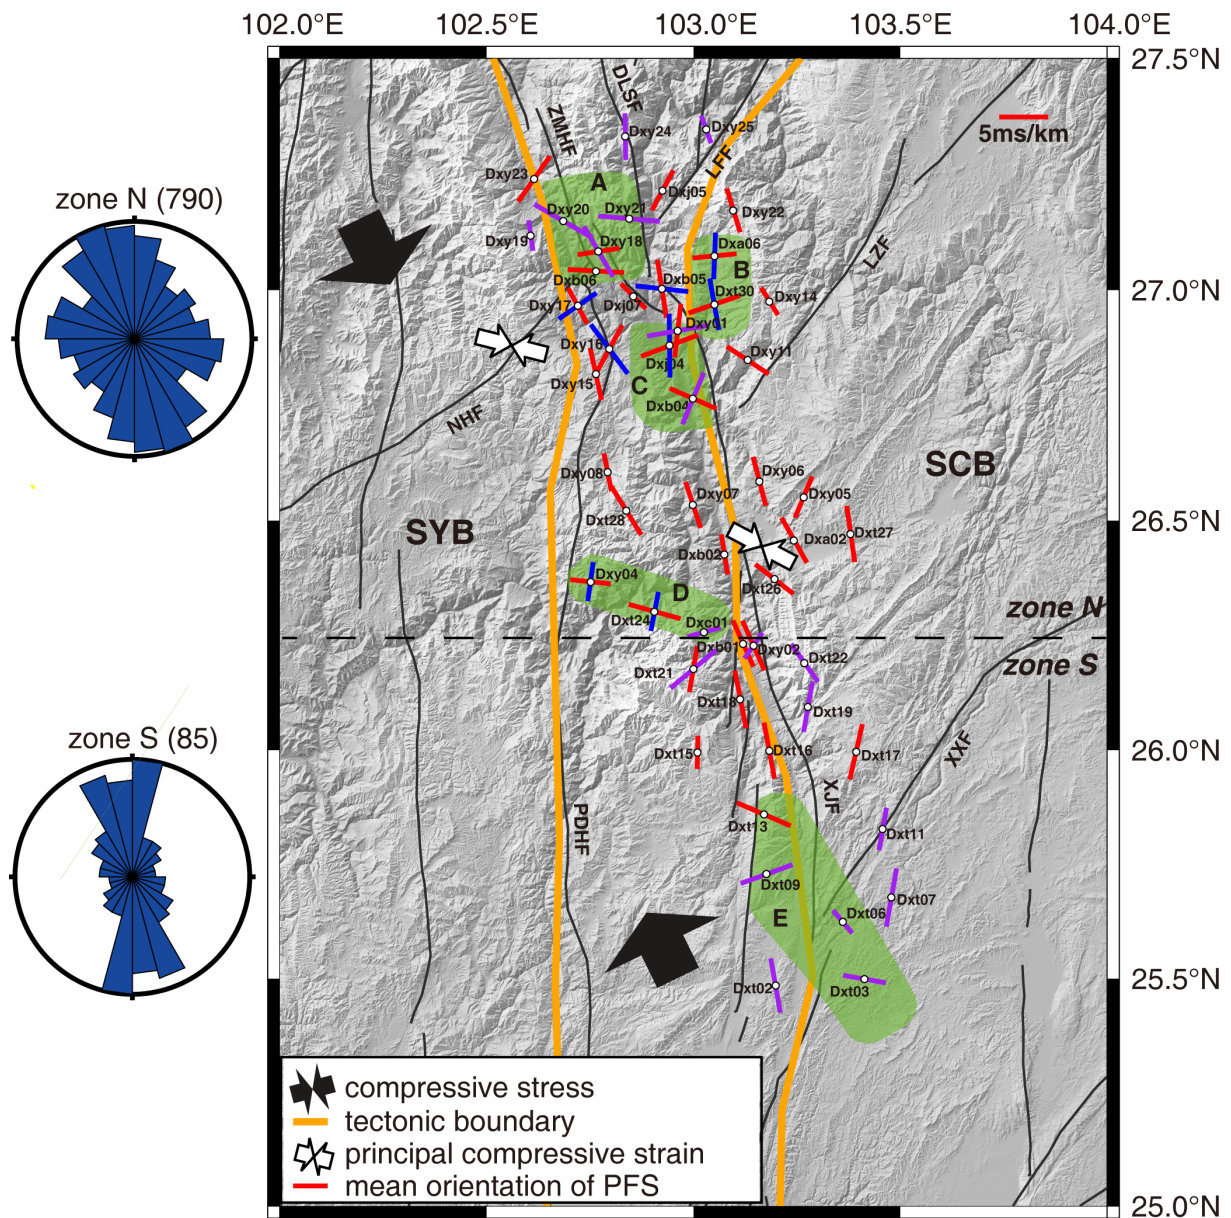 102.0°E 102.5°E 103.0°E 103.5°E 104.0°E
27.5°N
DLSF
ZMHF
Dxy24
Dxy25
5ms/km
LFF
Dxy23
A
Dxj05
zone N (790)
Dxy20
Dxy21
Dxy22
Dxy19
Dxy18
Dxa06
LZF
Dxb06
Dxb05
B
27.0°N
Dxy17
Dxj07
Dxt30
Dxy14
Dxy01
Dxy16
Dxj04
Dxy11
Dxy15
C
Dxb04
NHF
SCB
Dxy08
Dxy06
Dxy07
Dxy05
Dxt28
26.5°N
SYB
Dxa02
Dxt27
Dxb02
Dxy04
Dxt26
D
zone N
Dxt24
Dxc01
Dxb01
Dxy02
Dxt22
zone S
Dxt21
Dxt18
Dxt19
zone S (85)
Dxt15
Dxt16
Dxt17
26.0°N
XXF
XJF
PDHF
Dxt13
Dxt11
Dxt09
Dxt07
E
Dxt06
Dxt02
Dxt03
25.5°N
compressive stress
tectonic boundary
principal compressive strain
mean orientation of PFS
25.0°N